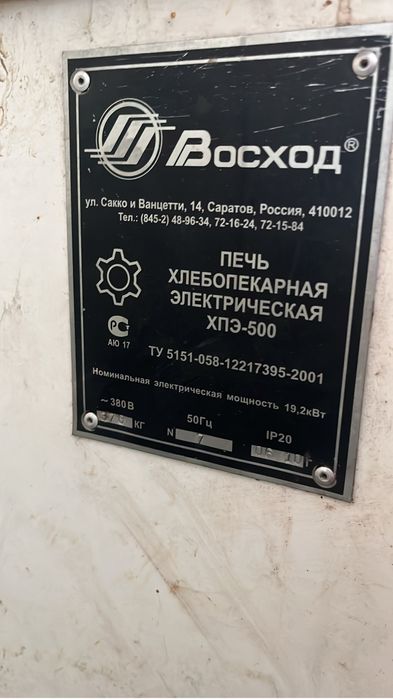 Восход®
ул. Сакко и Ванцетти, 14, Саратов, Россия, 410012
Тел.: (845-2) 48-96-34, 72-16-24, 72-15-84
ПЕЧЬ
ХЛЕБОПЕКАРНАЯ
ЭЛЕКТРИЧЕСКАЯ
ХПЭ-500
АЮ 17
ТУ 5151-058-12217395-2001
Номинальная электрическая мощность 19,2кВт
~380В 50Гц IP20
КГ N 7 06 10 г